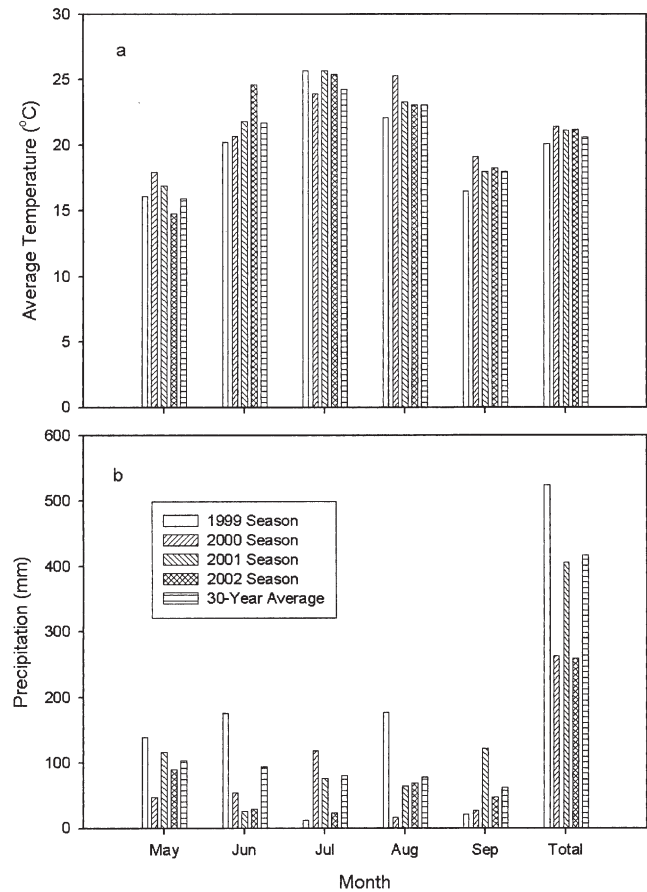 30
a
25
20
15
10
5
0
Average Temperature (°C)
600
b
500
400
300
200
100
0
Precipitation (mm)
1999 Season
2000 Season
2001 Season
2002 Season
30-Year Average
May Jun Jul Aug Sep Total
Month